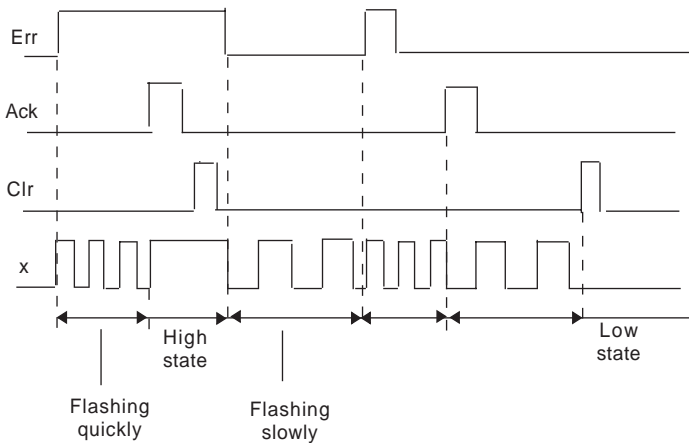 Err
Ack
Clr
x
High
state
Low
state
Flashing
quickly
Flashing
slowly